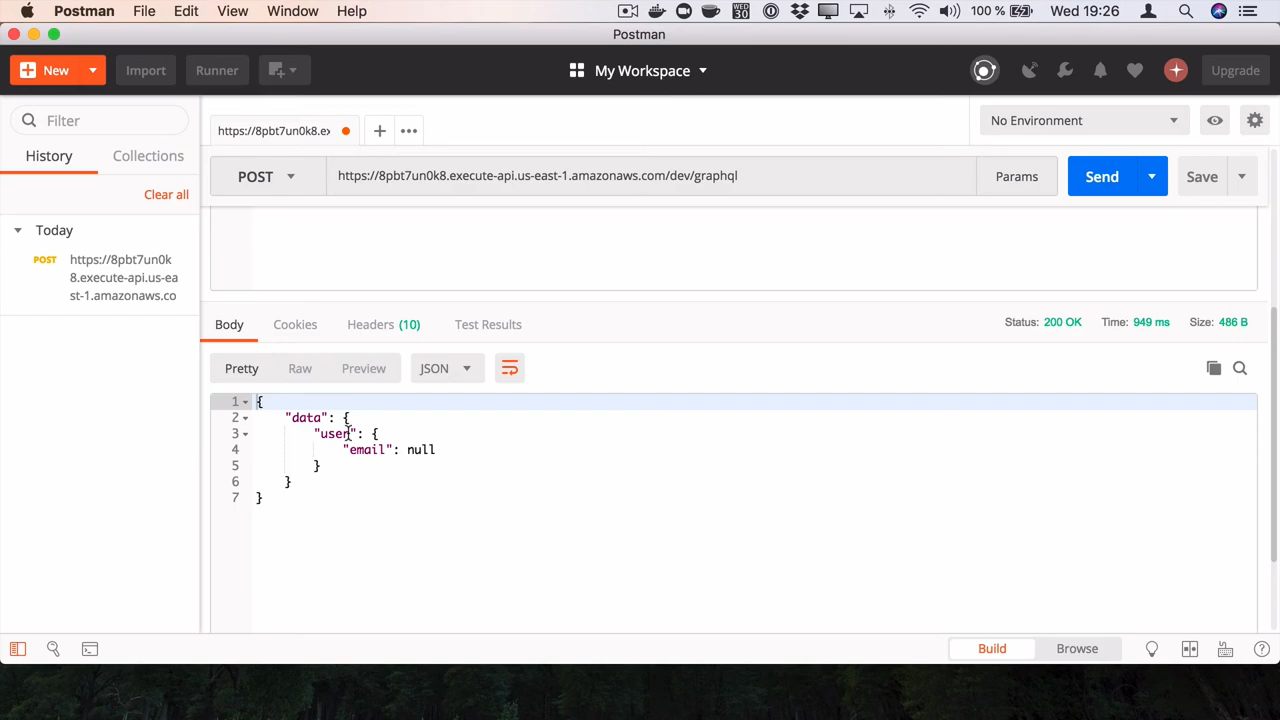 Postman File Edit View Window Help WED 30 100 % Wed 19:26
Postman
New Import Runner My Workspace Upgrade
Filter
https://8pbt7un0k8.ex No Environment
History Collections
POST https://8pbt7un0k8.execute-api.us-east-1.amazonaws.com/dev/graphql Params Send Save
Clear all
Today
POST https://8pbt7un0k
8.execute-api.us-ea
st-1.amazonaws.co
Body Cookies Headers (10) Test Results Status: 200 OK Time: 949 ms Size: 486 B
Pretty Raw Preview JSON
1 {
2 "data": {
3 "user": {
4 "email": null
5 }
6 }
7 }
Build Browse